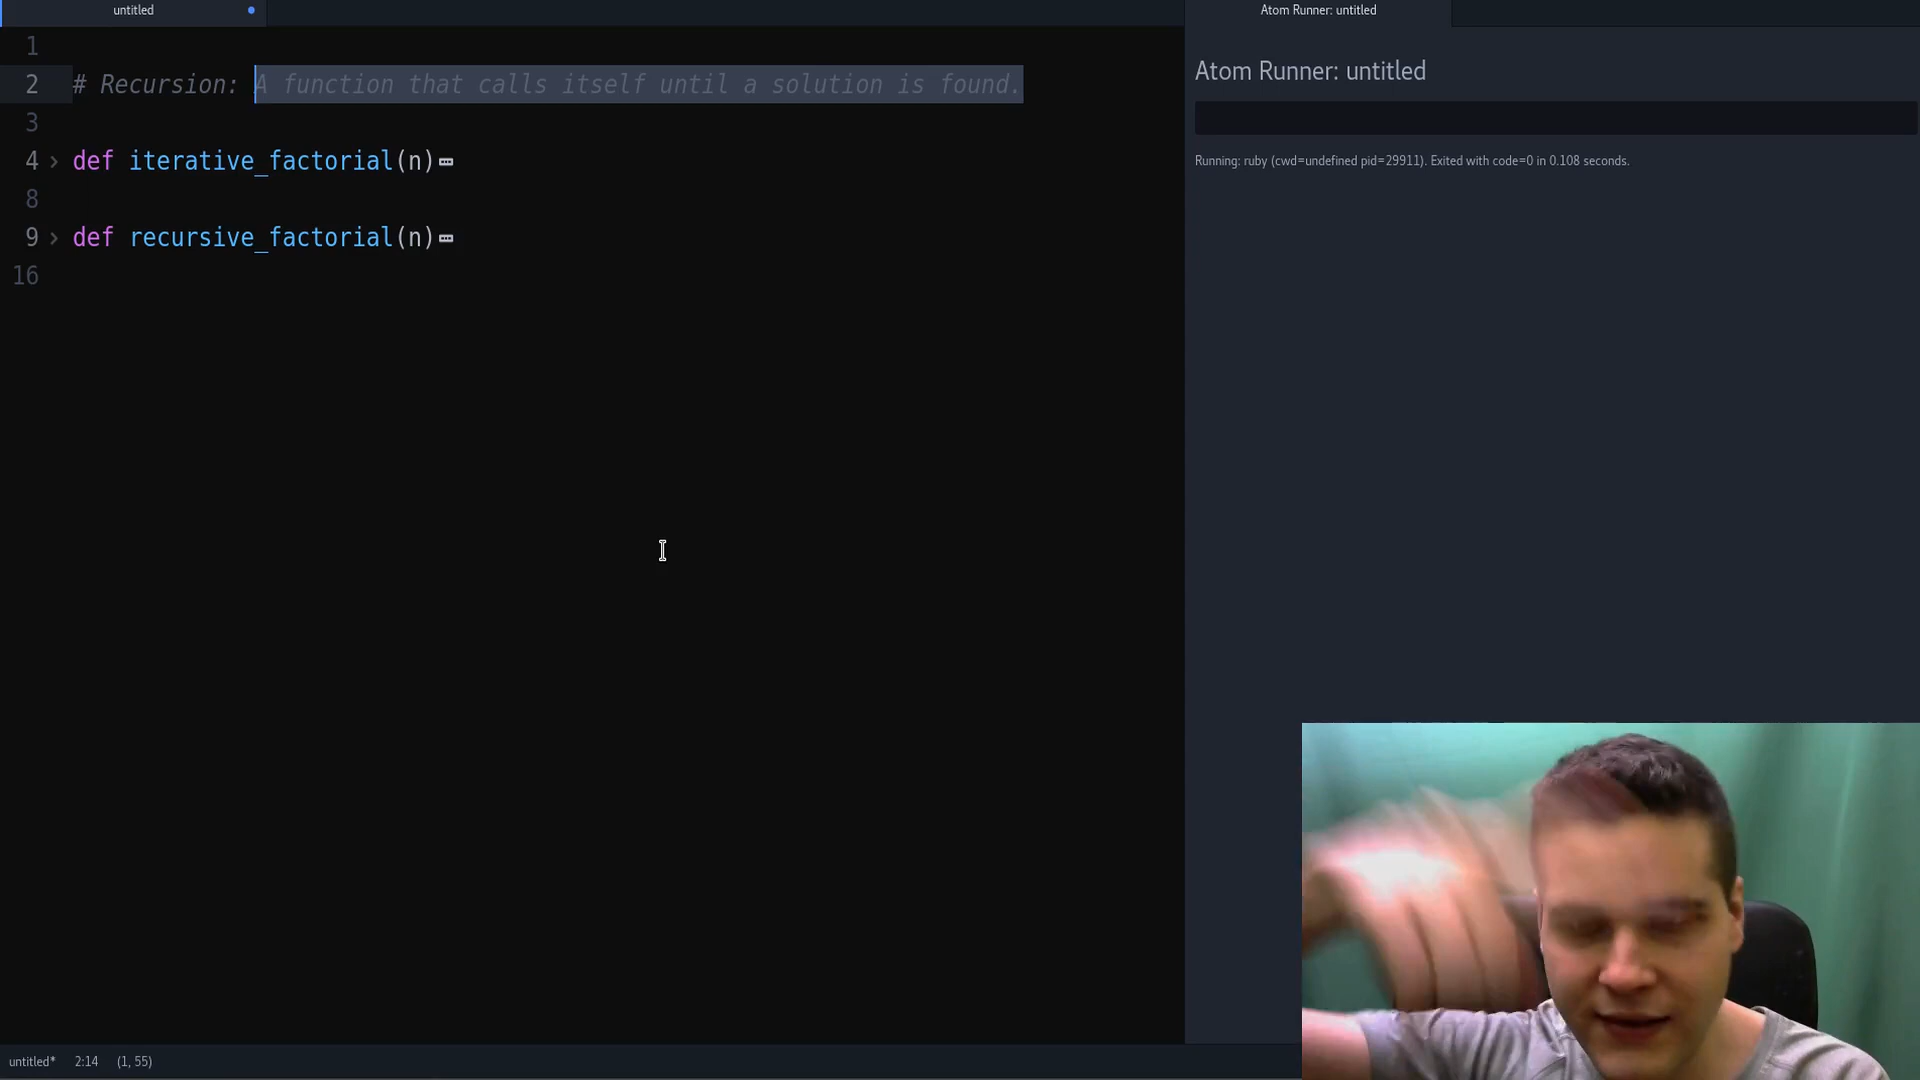 untitled
Atom Runner: untitled
1
2 # Recursion: A function that calls itself until a solution is found.
3
4 def iterative_factorial(n)
8
9 def recursive_factorial(n)
16
Atom Runner: untitled
Running: ruby (cwd=undefined pid=29911). Exited with code=0 in 0.108 seconds.
untitled* 2:14 (1, 55)